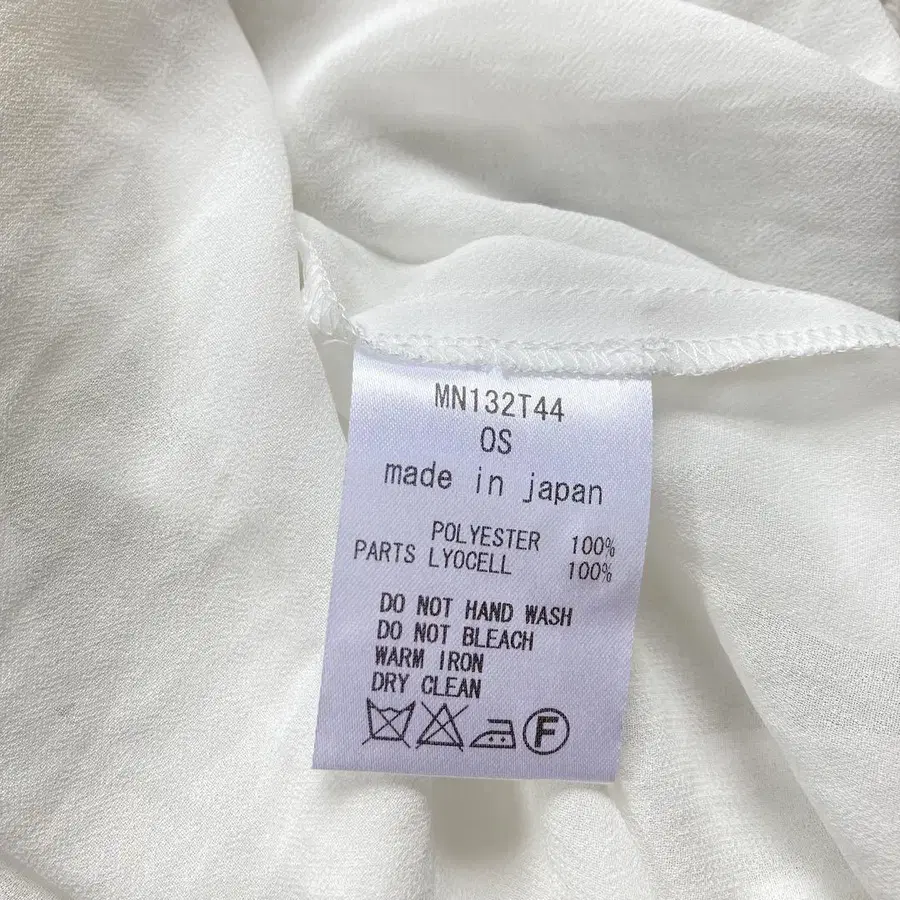 MN132T44
OS
made in japan
POLYESTER 100%
PARTS LYOCELL 100%
DO NOT HAND WASH
DO NOT BLEACH
WARM IRON
DRY CLEAN
F